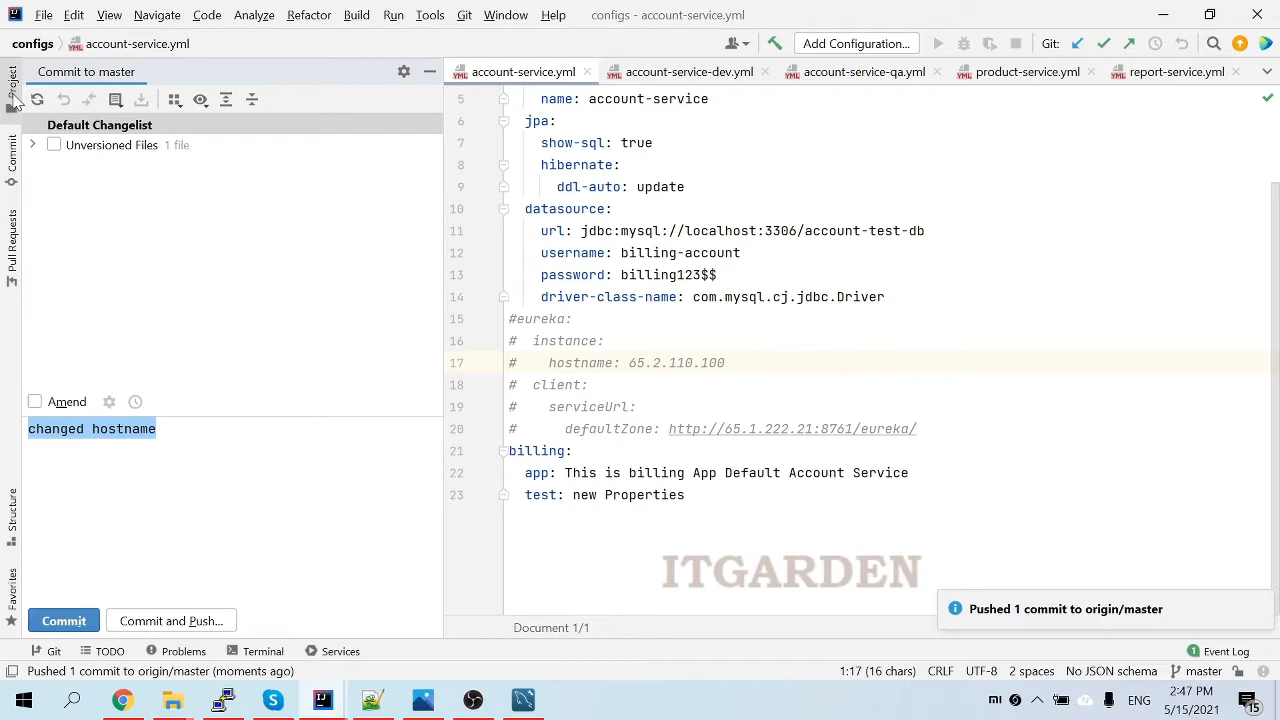 File Edit View Navigate Code Analyze Refactor Build Run Tools Git Window Help configs - account-service.yml
configs account-service.yml Add Configuration... Git:
Commit to master
account-service.yml account-service-dev.yml account-service-qa.yml product-service.yml report-service.yml
Project
Commit
Pull Requests
Structure
Favorites
Default Changelist
Unversioned Files 1 file
Amend
changed hostname
Commit Commit and Push...
5 name: account-service
6 jpa:
7 show-sql: true
8 hibernate:
9 ddl-auto: update
10 datasource:
11 url: jdbc:mysql://localhost:3306/account-test-db
12 username: billing-account
13 password: billing123$$
14 driver-class-name: com.mysql.cj.jdbc.Driver
15 #eureka:
16 # instance:
17 # hostname: 65.2.110.100
18 # client:
19 # serviceUrl:
20 # defaultZone: http://65.1.222.21:8761/eureka/
21 billing:
22 app: This is billing App Default Account Service
23 test: new Properties
ITGARDEN
Pushed 1 commit to origin/master
Document 1/1
Git TODO Problems Terminal Services 1 Event Log
Pushed 1 commit to origin/master (moments ago) 1:17 (16 chars) CRLF UTF-8 2 spaces No JSON schema master
ENG
2:47 PM
5/15/2021
15